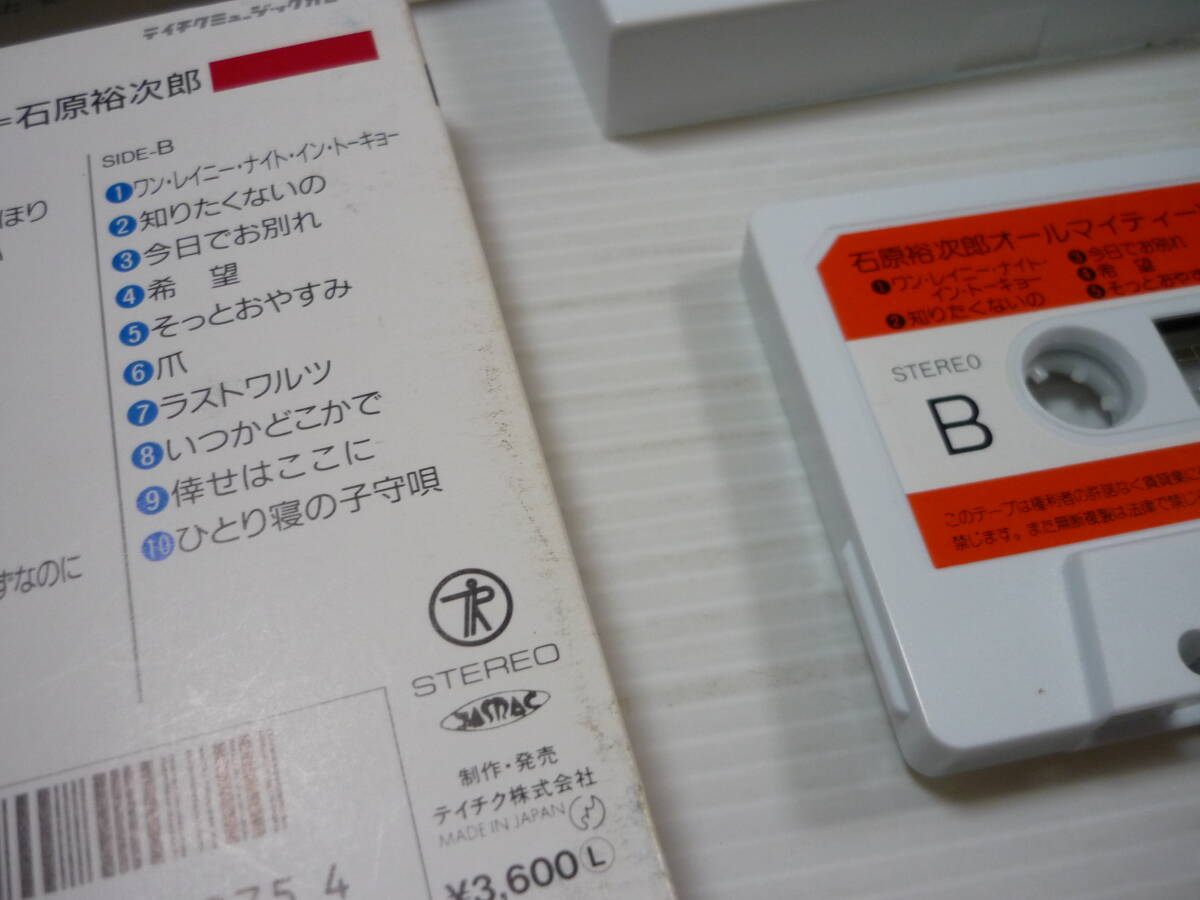 テイチクミュージックカセ
=石原裕次郎
SIDE-B
1 ワン・レイニー・ナイト・イン・トーキョー
2 知りたくないの
3 今日でお別れ
4 希 望
5 そっとおやすみ
6 爪
7 ラストワルツ
8 いつかどこかで
9 倖せはここに
10 ひとり寝の子守唄
ほり
ずなのに
STEREO
JASRAC
制作・発売
テイチク株式会社
MADE IN JAPAN
¥3,600 L
75 4
石原裕次郎オールマイティー
1 ワン・レイニー・ナイト・
イン・トーキョー
2 知りたくないの
3 今日でお別れ
4 希 望
5 そっとおやす
STEREO
B
このテープは権利者の許諾なく賃貸業に
禁じます。また無断複製は法律で禁じ